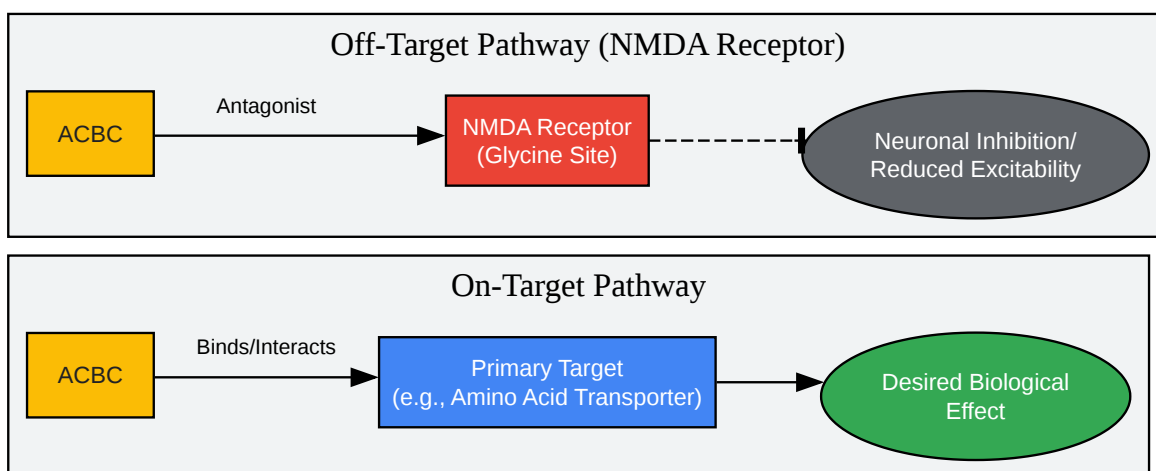 Off-Target Pathway (NMDA Receptor)
ACBC
Antagonist
NMDA Receptor
(Glycine Site)
Neuronal Inhibition/
Reduced Excitability
On-Target Pathway
ACBC
Binds/Interacts
Primary Target
(e.g., Amino Acid Transporter)
Desired Biological
Effect